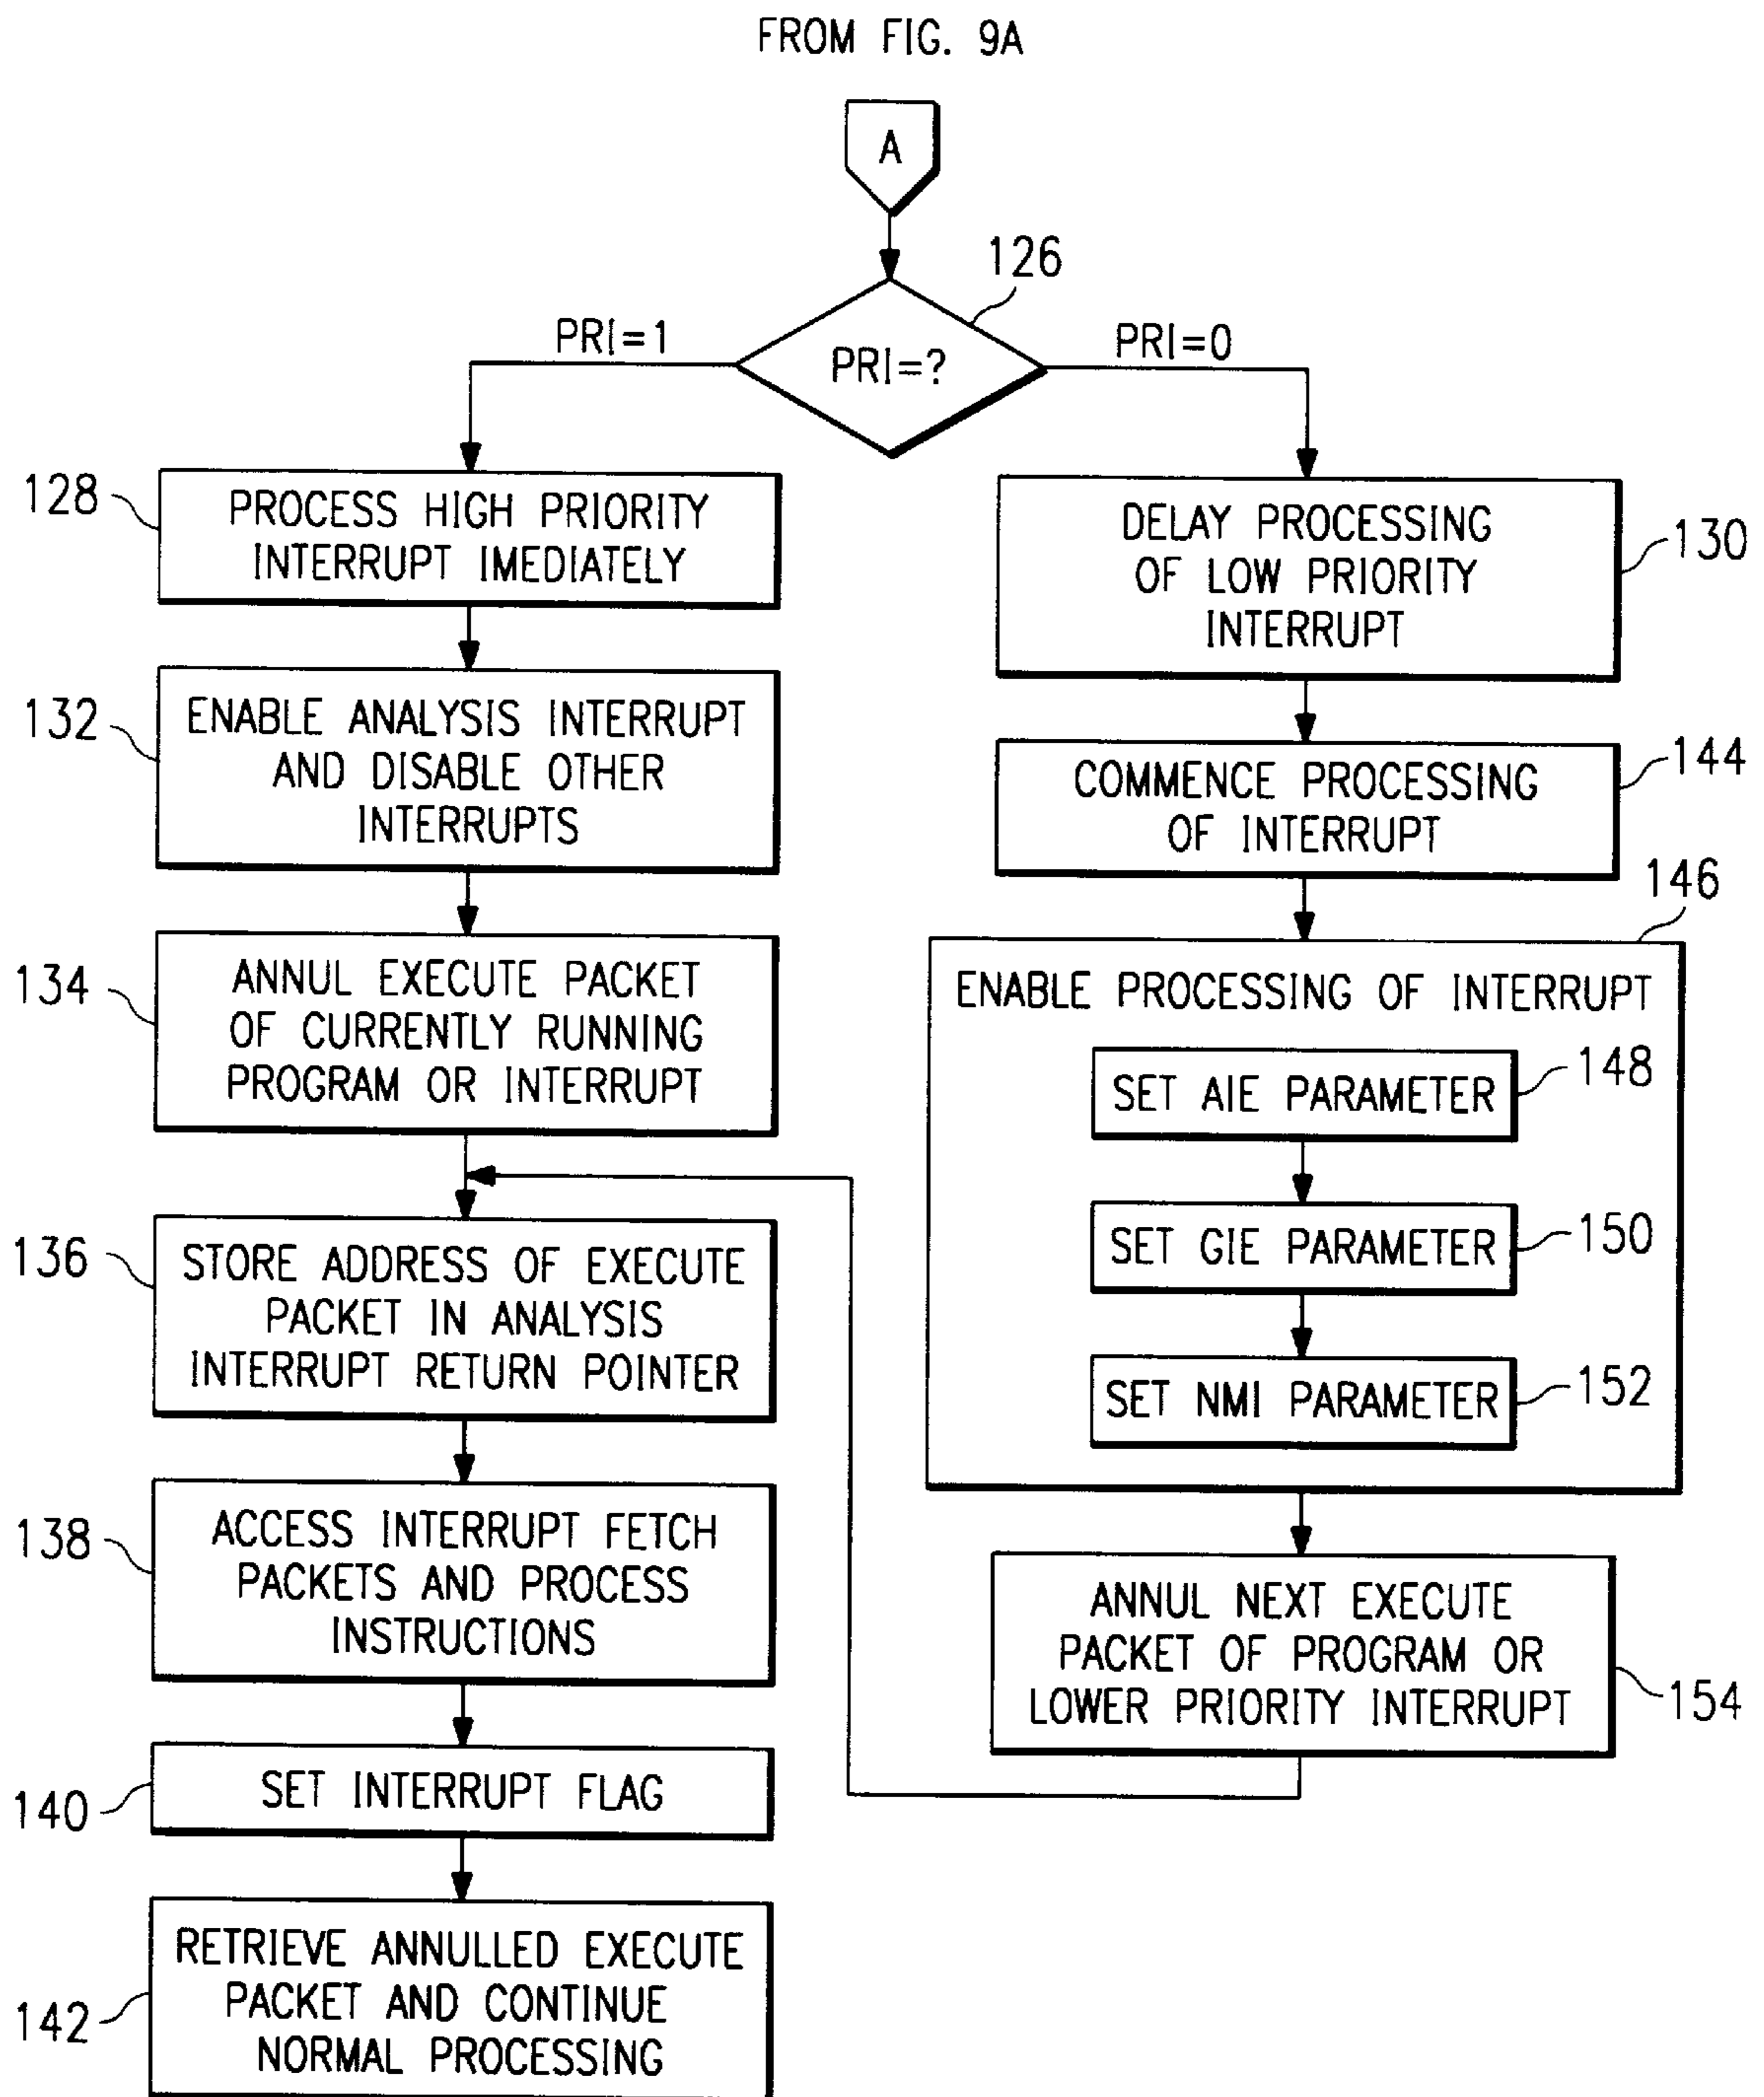 FROM FIG. 9A
A
126
PRI=1
PRI=?
PRI=0
128
PROCESS HIGH PRIORITY
INTERRUPT IMEDIATELY
132
ENABLE ANALYSIS INTERRUPT
AND DISABLE OTHER
INTERRUPTS
134
ANNUL EXECUTE PACKET
OF CURRENTLY RUNNING
PROGRAM OR INTERRUPT
136
STORE ADDRESS OF EXECUTE
PACKET IN ANALYSIS
INTERRUPT RETURN POINTER
138
ACCESS INTERRUPT FETCH
PACKETS AND PROCESS
INSTRUCTIONS
140
SET INTERRUPT FLAG
142
RETRIEVE ANNULLED EXECUTE
PACKET AND CONTINUE
NORMAL PROCESSING
DELAY PROCESSING
OF LOW PRIORITY
INTERRUPT
130
COMMENCE PROCESSING
OF INTERRUPT
144
146
ENABLE PROCESSING OF INTERRUPT
SET AIE PARAMETER
148
SET GIE PARAMETER
150
SET NMI PARAMETER
152
ANNUL NEXT EXECUTE
PACKET OF PROGRAM OR
LOWER PRIORITY INTERRUPT
154